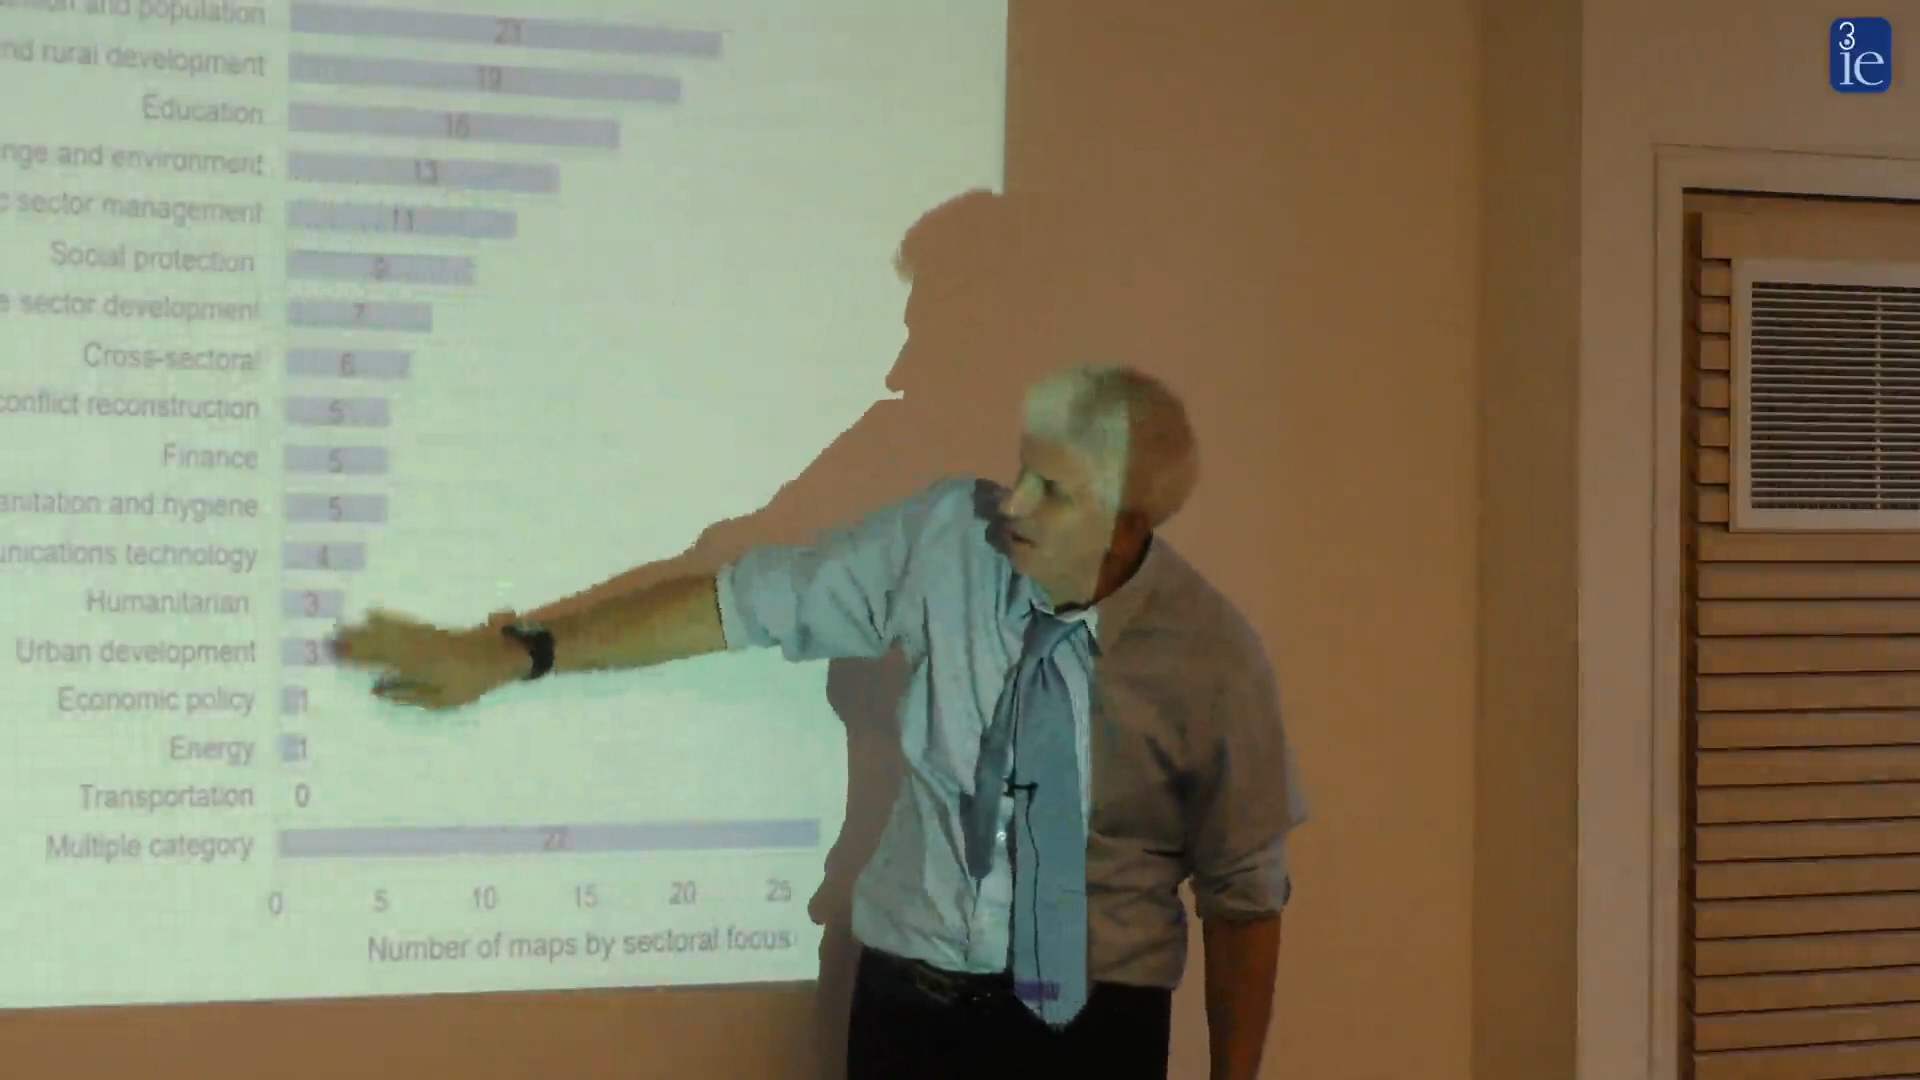 and population 21
rural development 19
Education 16
and environment 13
sector management 11
Social protection 9
sector development 7
Cross-sectoral 6
conflict reconstruction 5
Finance 5
and hygiene 5
technology 4
Humanitarian 3
Urban development 3
Economic policy 1
Energy 1
Transportation 0
Multiple category 27
0 5 10 15 20 25
Number of maps by sectoral focus
3ie